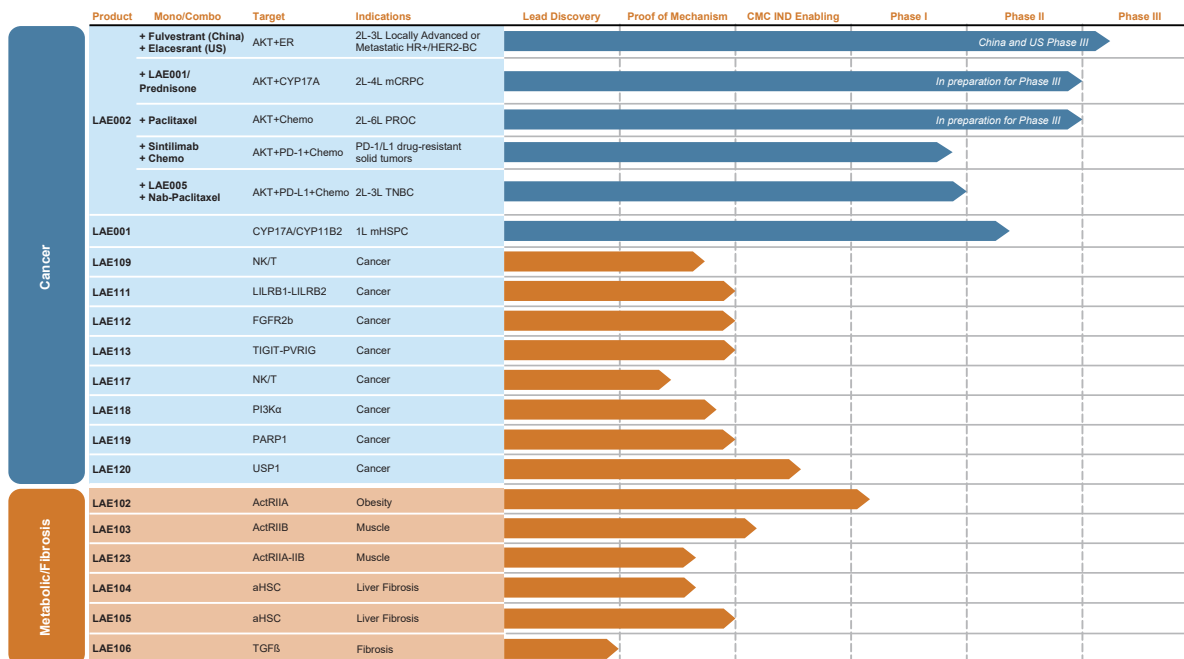 Product Mono/Combo Target Indications Lead Discovery Proof of Mechanism CMC IND Enabling Phase I Phase II Phase III
Cancer
LAE002
+ Fulvestrant (China)
+ Elacesrant (US)
AKT+ER
2L-3L Locally Advanced or
Metastatic HR+/HER2-BC
China and US Phase III
+ LAE001/
Prednisone
AKT+CYP17A
2L-4L mCRPC
In preparation for Phase III
+ Paclitaxel
AKT+Chemo
2L-6L PROC
In preparation for Phase III
+ Sintilimab
+ Chemo
AKT+PD-1+Chemo
PD-1/L1 drug-resistant
solid tumors
+ LAE005
+ Nab-Paclitaxel
AKT+PD-L1+Chemo
2L-3L TNBC
LAE001 CYP17A/CYP11B2 1L mHSPC
LAE109 NK/T Cancer
LAE111 LILRB1-LILRB2 Cancer
LAE112 FGFR2b Cancer
LAE113 TIGIT-PVRIG Cancer
LAE117 NK/T Cancer
LAE118 PI3Kα Cancer
LAE119 PARP1 Cancer
LAE120 USP1 Cancer
Metabolic/Fibrosis
LAE102 ActRIIA Obesity
LAE103 ActRIIB Muscle
LAE123 ActRIIA-IIB Muscle
LAE104 aHSC Liver Fibrosis
LAE105 aHSC Liver Fibrosis
LAE106 TGFß Fibrosis